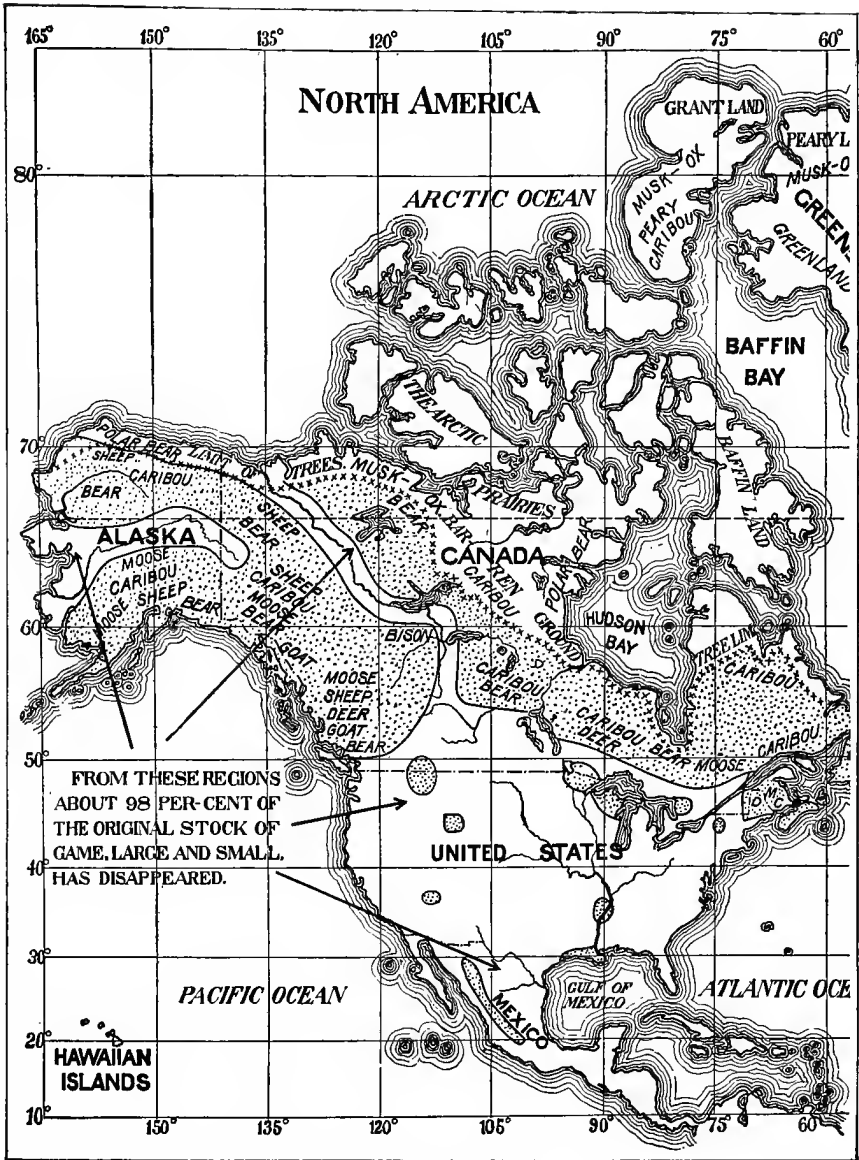 165° 150° 135° 120° 105° 90° 75° 60°
NORTH AMERICA
GRANT LAND
PEARY L
MUSK-O
80°
MUSK-OX
PEARY
CARIBOU
GREENL
GREENLAND
ARCTIC OCEAN
BAFFIN
BAY
THE ARCTIC
PRAIRIES
70°
POLAR BEAR
LIMIT OF
TREES
MUSK-OX
BEAR
BAFFIN LAND
SHEEP
CARIBOU
BEAR
SHEEP
BEAR
BARREN
GROUND
CARIBOU
ALASKA
CANADA
POLAR BEAR
MOOSE
CARIBOU
MOOSE SHEEP
BEAR
SHEEP
CARIBOU
MOOSE
BEAR
60°
GOAT
BISON
HUDSON
BAY
TREE LIM.
CARIBOU
CARIBOU
BEAR
MOOSE
SHEEP
DEER
GOAT
BEAR
CARIBOU BEAR MOOSE CARIBOU
DEER
50°
FROM THESE REGIONS
ABOUT 98 PER-CENT OF
THE ORIGINAL STOCK OF
GAME, LARGE AND SMALL,
HAS DISAPPEARED.
D M C
40°
UNITED STATES
30°
PACIFIC OCEAN
MEXICO
GULF OF
MEXICO
ATLANTIC OCE
20°
HAWAIIAN
ISLANDS
10°
150° 135° 120° 105° 90° 75° 60°